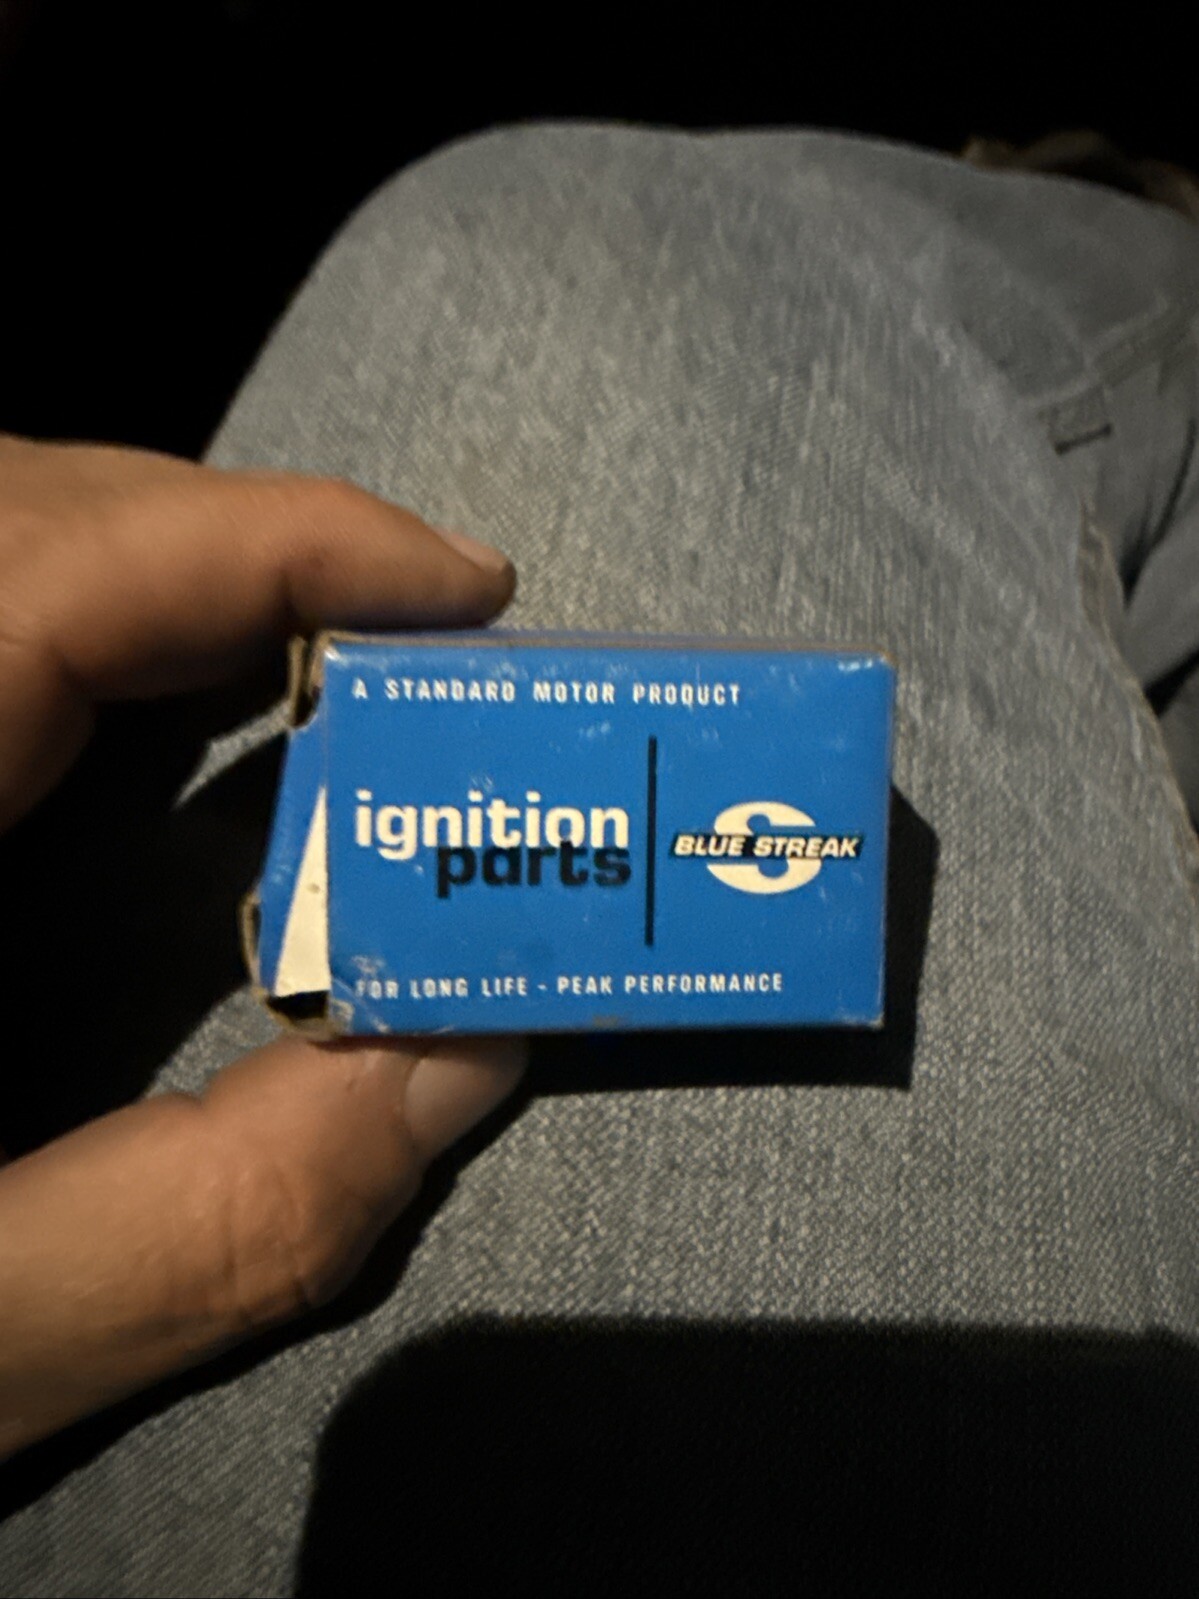 A STANDARD MOTOR PRODUCT
ignition
parts
S
BLUE STREAK
FOR LONG LIFE - PEAK PERFORMANCE